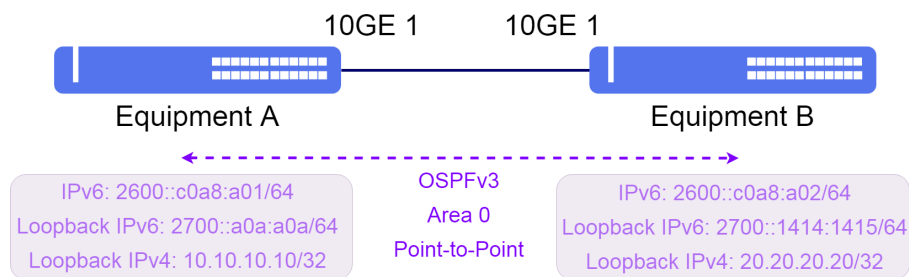 10GE 1
10GE 1
Equipment A
Equipment B
IPv6: 2600::c0a8:a01/64
Loopback IPv6: 2700::a0a:a0a/64
Loopback IPv4: 10.10.10.10/32
OSPFv3
Area 0
Point-to-Point
IPv6: 2600::c0a8:a02/64
Loopback IPv6: 2700::1414:1415/64
Loopback IPv4: 20.20.20.20/32